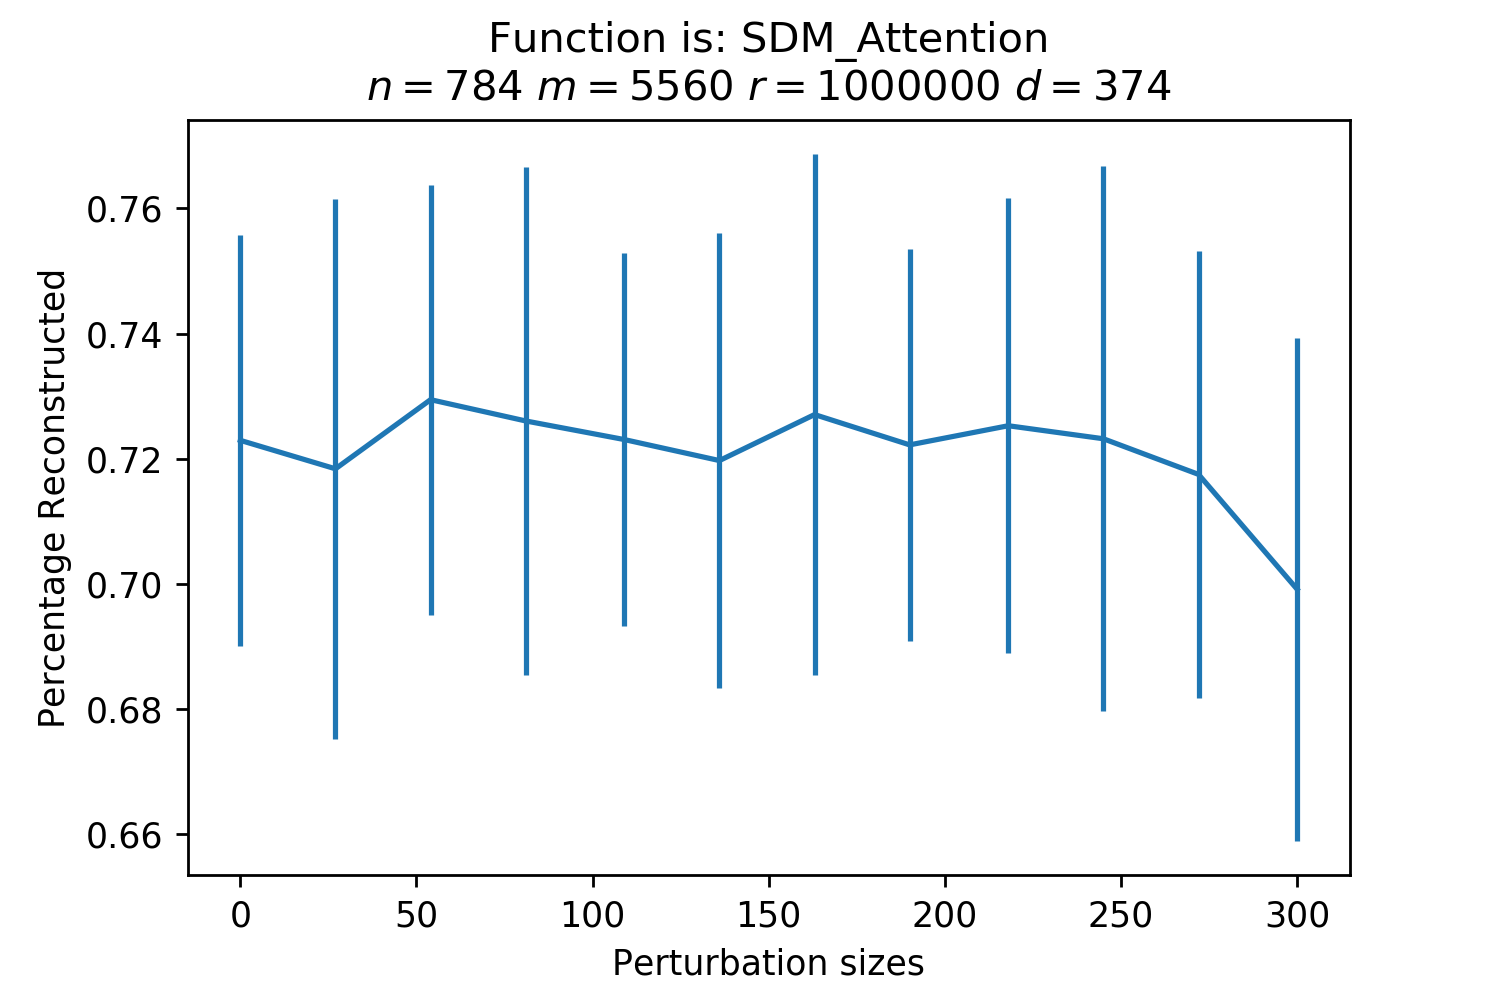 Function is: SDM_Attention
n = 784 m = 5560 r = 1000000 d = 374
Percentage Reconstructed
0.76
0.74
0.72
0.70
0.68
0.66
0 50 100 150 200 250 300
Perturbation sizes